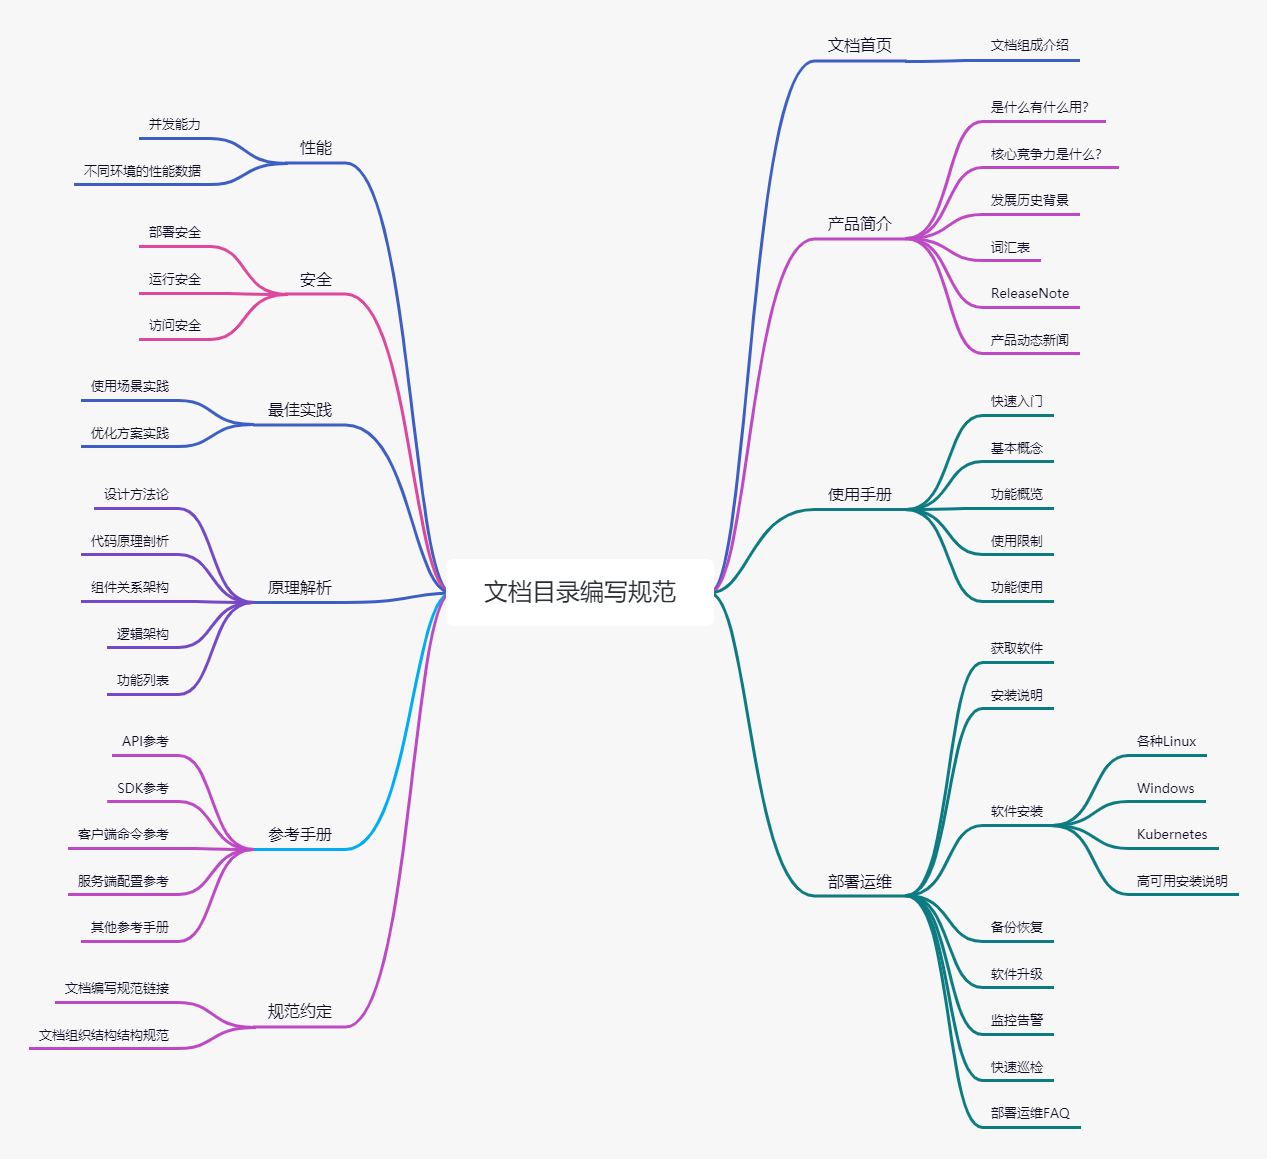 文档目录编写规范
文档首页
文档组成介绍
产品简介
是什么有什么用?
核心竞争力是什么?
发展历史背景
词汇表
ReleaseNote
产品动态新闻
使用手册
快速入门
基本概念
功能概览
使用限制
功能使用
部署运维
获取软件
安装说明
软件安装
各种Linux
Windows
Kubernetes
高可用安装说明
备份恢复
软件升级
监控告警
快速巡检
部署运维FAQ
性能
并发能力
不同环境的性能数据
安全
部署安全
运行安全
访问安全
最佳实践
使用场景实践
优化方案实践
原理解析
设计方法论
代码原理剖析
组件关系架构
逻辑架构
功能列表
参考手册
API参考
SDK参考
客户端命令参考
服务端配置参考
其他参考手册
规范约定
文档编写规范链接
文档组织结构结构规范